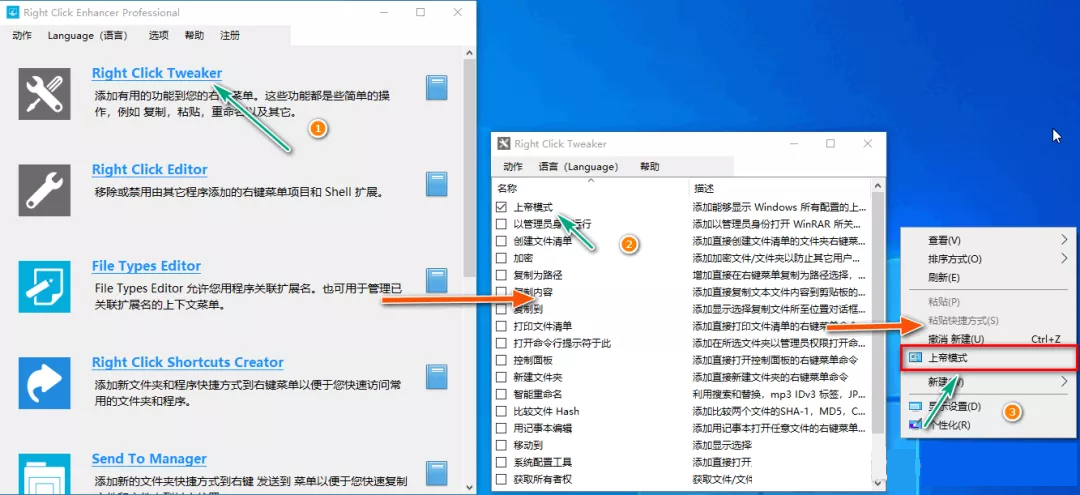 Right Click Enhancer Professional
动作 Language（语言） 选项 帮助 注册
Right Click Tweaker
添加有用的功能到您的右 菜单。这些功能都是些简单的操
作，例如 复制，粘贴，重命名以及其它。
1
Right Click Editor
移除或禁用由其它程序添加的右键菜单项目和 Shell 扩展。
File Types Editor
File Types Editor 允许您用程序关联扩展名。也可用于管理已
关联扩展名的上下文菜单。
Right Click Shortcuts Creator
添加新文件夹和程序快捷方式到右键菜单以便于您快速访问常
用的文件夹和程序。
Send To Manager
添加新的文件夹快捷方式到右键 发送到 菜单以便于您快速复制
Right Click Tweaker
动作 语言（Language） 帮助
名称 描述
上帝模式 添加能够显示 Windows 所有配置的上...
以管理员身 运行 添加以管理员身份打开 WinRAR 所关...
创建文件清单 添加直接创建文件清单的文件夹右键菜...
2
加密 添加加密文件/文件夹以防止其它用户...
复制为路径 增加直接在右键菜单复制为路径选择，...
复制内容 添加直接复制文本文件内容到剪贴板的...
复制到 添加显示选择复制文件所至位置对话框...
打印文件清单 添加直接打印文件清单的右键菜单命令
打开命令行提示符于此 添加在所选文件夹以管理员权限打开命...
控制面板 添加直接打开控制面板的右键菜单命令
新建文件夹 添加直接新建文件夹的右键菜单命令
智能重命名 利用搜索和替换，mp3 IDv3 标签，JP...
比较文件 Hash 添加比较两个文件的SHA-1，MD5，C...
用记事本编辑 添加用记事本打开任意文件的右键菜单...
移动到 添加显示选择
系统配置工具 添加直接打开
获取所有者权 获取文件/文件
查看(V)
排序方式(O)
刷新(E)
粘贴(P)
粘贴快捷方式(S)
撤消 新建(U) Ctrl+Z
上帝模式
新建(W)
显示设置(D)
3
个性化(R)